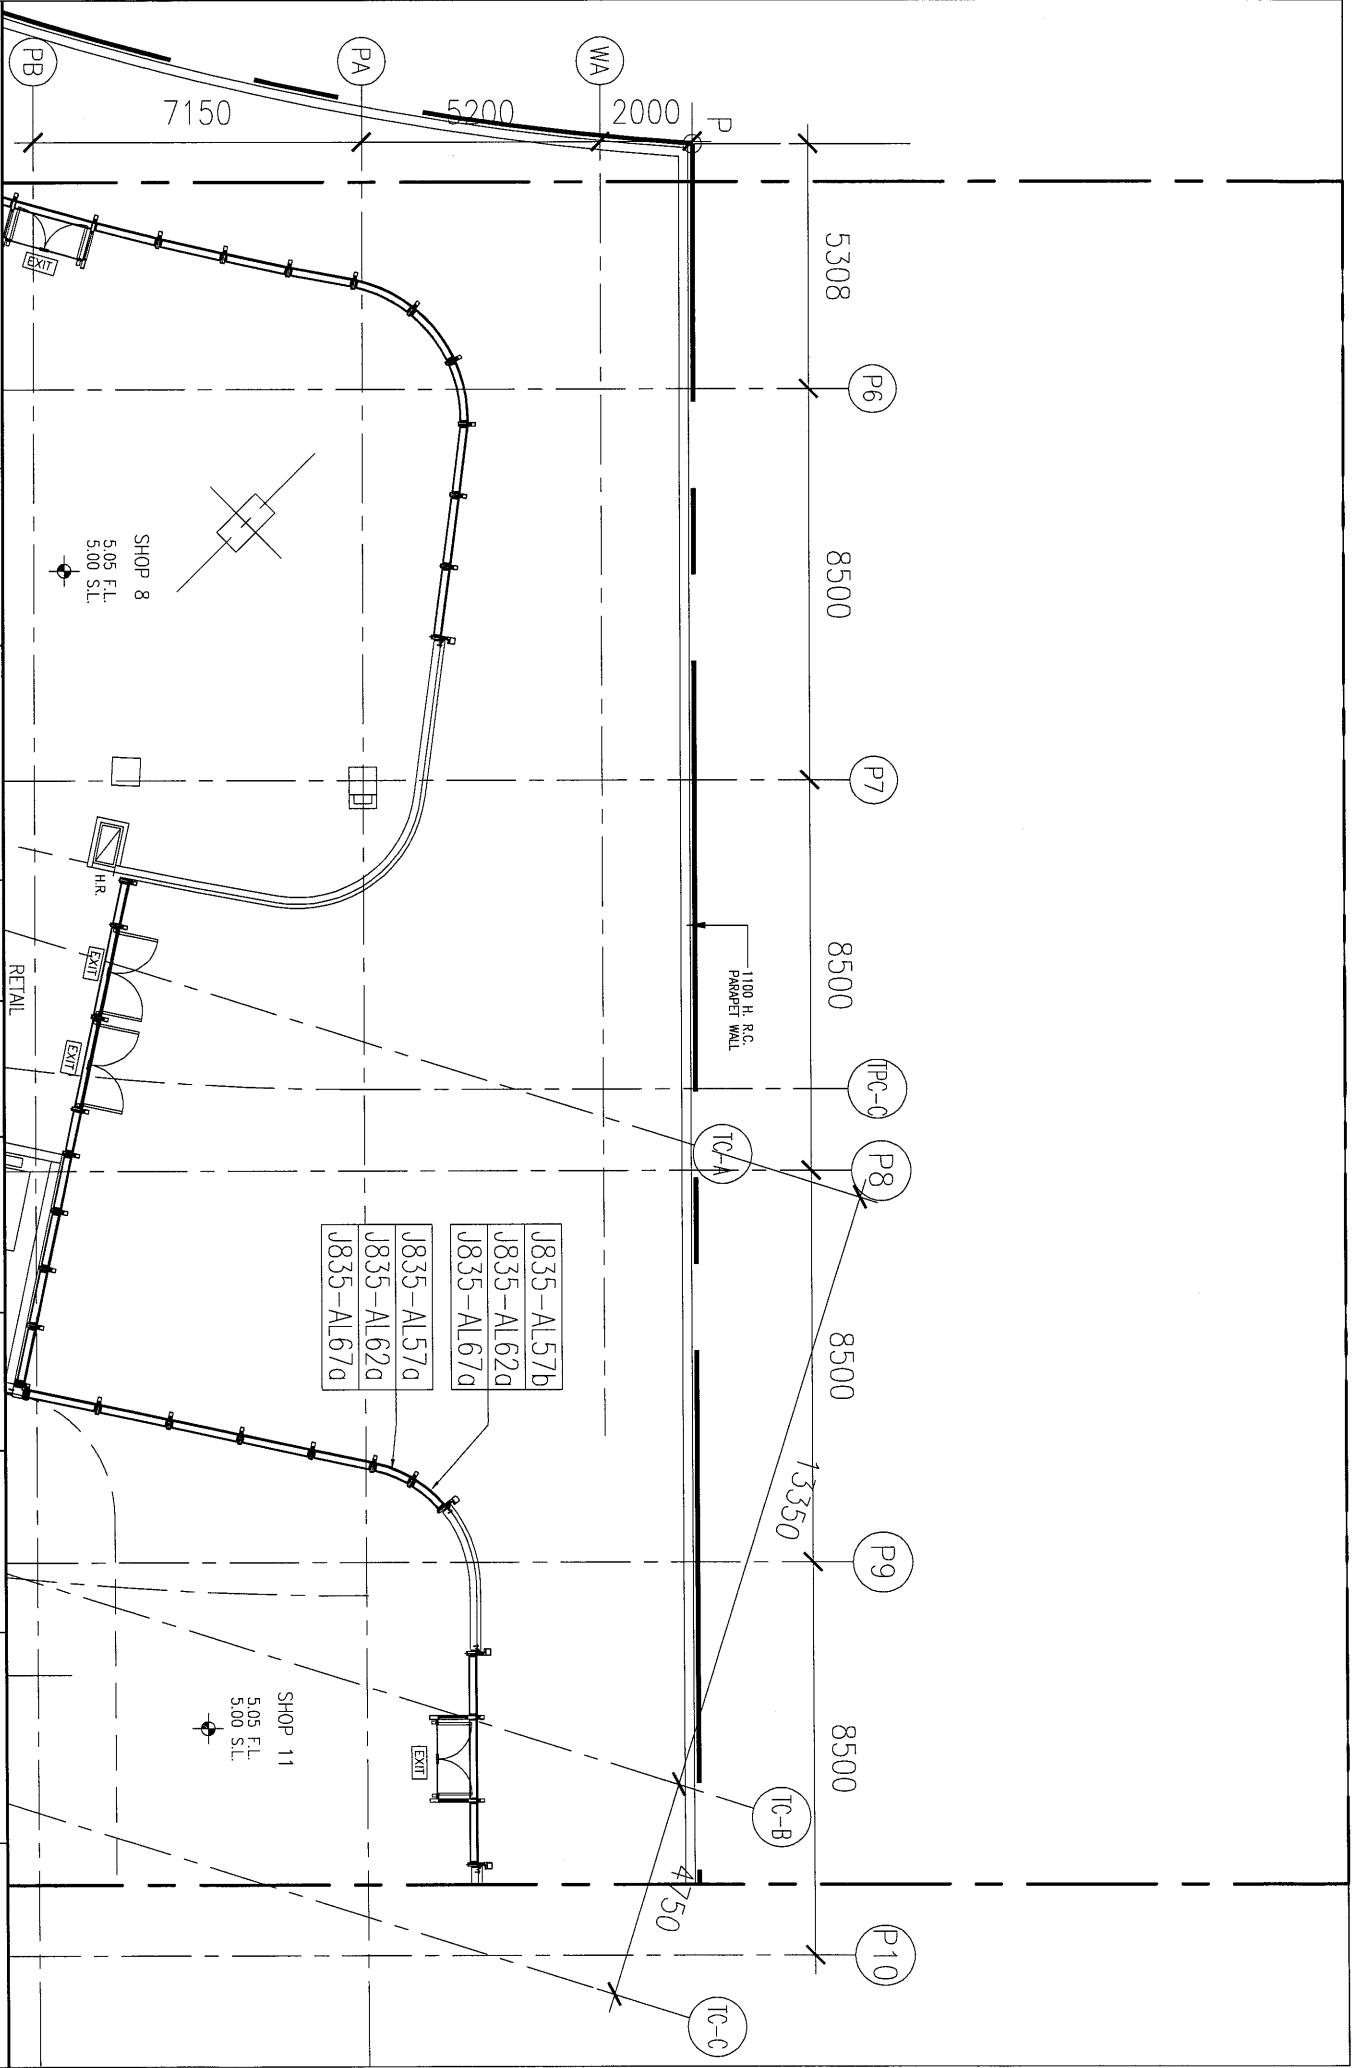 P
5308
8500
8500
8500
8500
P6
P7
TPC-C
P8
P9
P10
WA
PA
PB
2000
5200
7150
TC-A
TC-B
TC-C
13350
4750
1100 H. R.C.
PARAPET WALL
J835-AL57b
J835-AL62a
J835-AL67a
J835-AL57a
J835-AL62a
J835-AL67a
SHOP 8
5.05 F.L.
5.00 S.L.
SHOP 11
5.05 F.L.
5.00 S.L.
H.R.
RETAIL
EXIT
EXIT
EXIT
EXIT